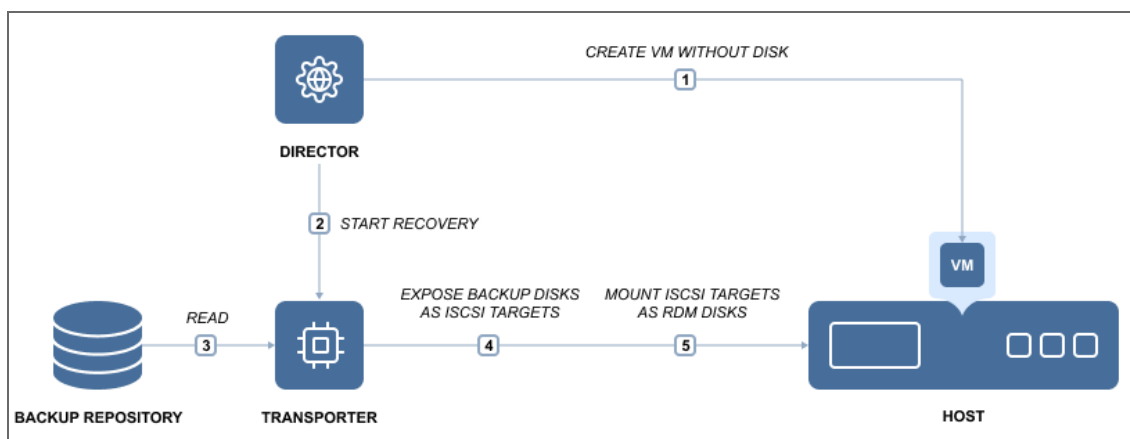 CREATE VM WITHOUT DISK
1
DIRECTOR
2
START RECOVERY
VM
EXPOSE BACKUP DISKS
AS ISCSI TARGETS
MOUNT ISCSI TARGETS
AS RDM DISKS
READ
3
4
5
BACKUP REPOSITORY
TRANSPORTER
HOST